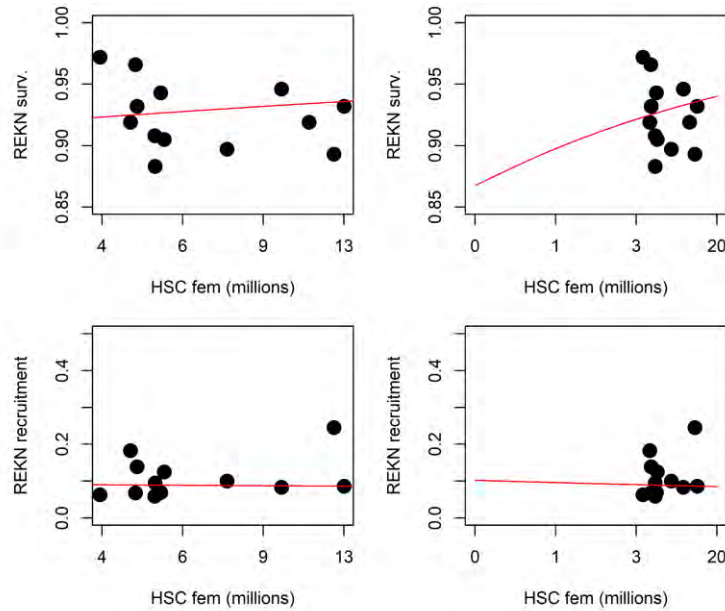 REKN surv.
0.85 0.90 0.95 1.00
4 6 9 13
HSC fem (millions)
REKN surv.
0.85 0.90 0.95 1.00
0 1 3 20
HSC fem (millions)
REKN recruitment
0.0 0.2 0.4
4 6 9 13
HSC fem (millions)
REKN recruitment
0.0 0.2 0.4
0 1 3 20
HSC fem (millions)